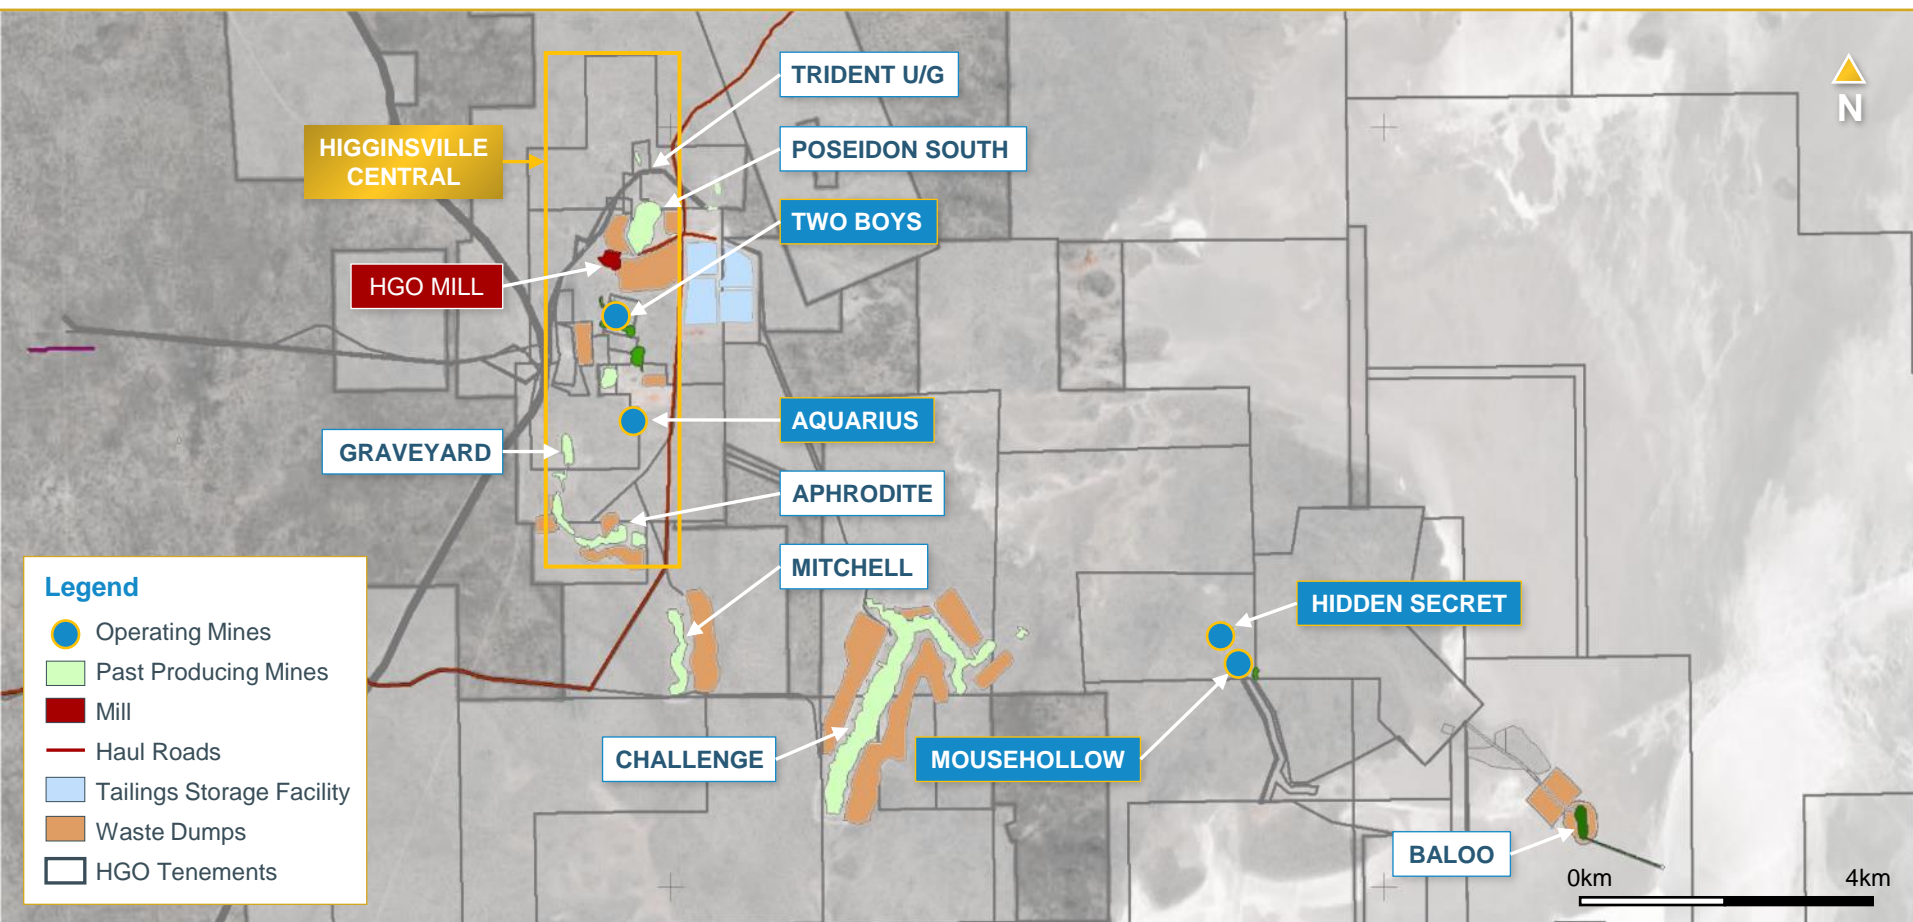 TRIDENT U/G
N
HIGGINSVILLE
CENTRAL
POSEIDON SOUTH
TWO BOYS
HGO MILL
AQUARIUS
GRAVEYARD
APHRODITE
MITCHELL
HIDDEN SECRET
CHALLENGE
MOUSEHOLLOW
BALOO
0km 4km
Legend
Operating Mines
Past Producing Mines
Mill
Haul Roads
Tailings Storage Facility
Waste Dumps
HGO Tenements